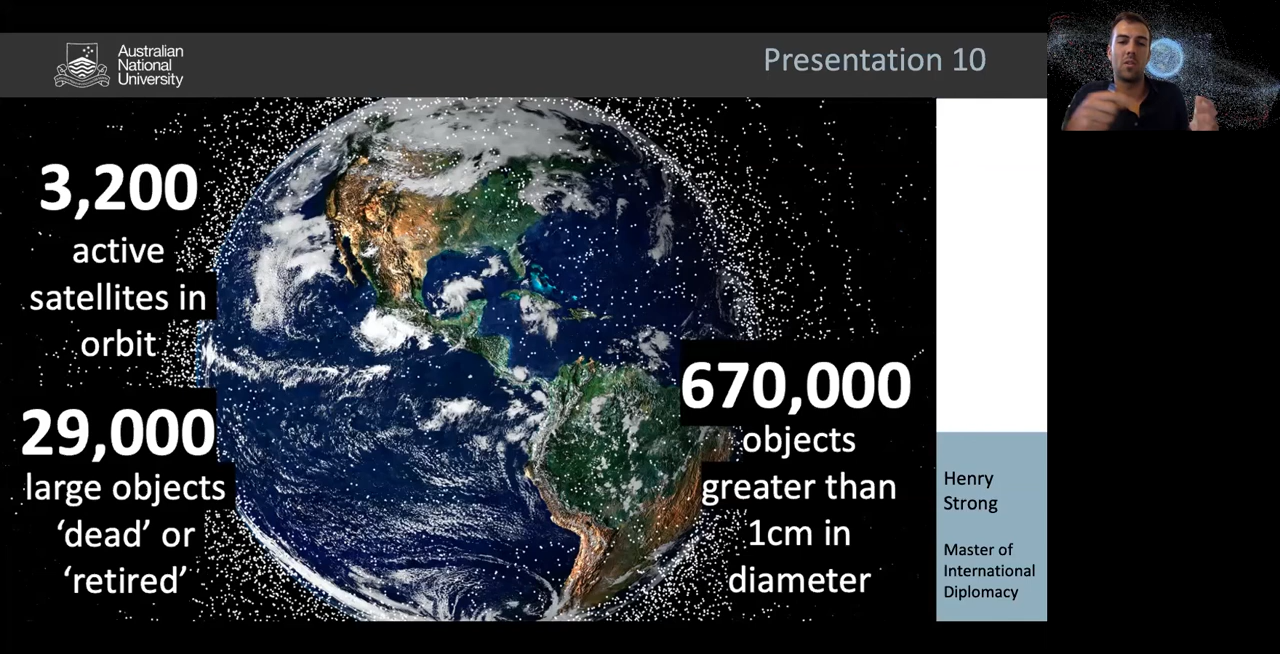 Australian
National
University
Presentation 10
3,200
active
satellites in
orbit
29,000
large objects
‘dead’ or
‘retired’
670,000
objects
greater than
1cm in
diameter
Henry
Strong
Master of
International
Diplomacy